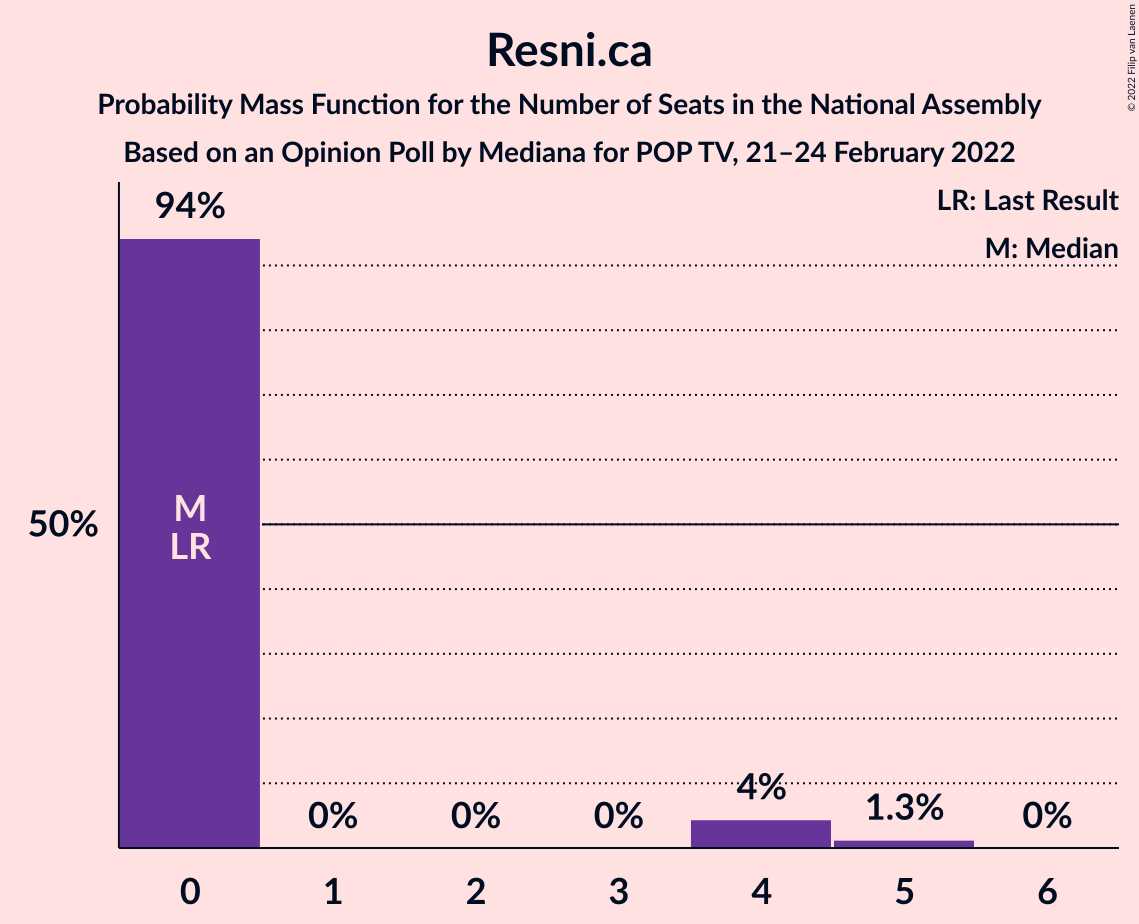 Resni.ca
Probability Mass Function for the Number of Seats in the National Assembly
Based on an Opinion Poll by Mediana for POP TV, 21–24 February 2022
© 2022 Filip van Laenen
LR: Last Result
M: Median
94%
M
LR
50%
0%
0%
0%
4%
1.3%
0%
0 1 2 3 4 5 6